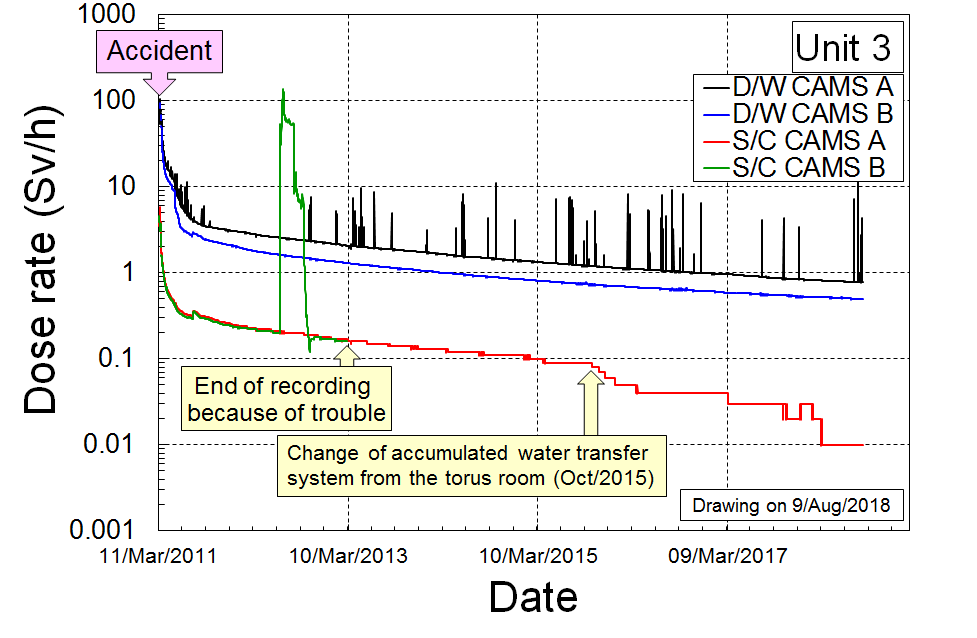 1000
100
10
1
0.1
0.01
0.001
Dose rate (Sv/h)
Accident
Unit 3
D/W CAMS A
D/W CAMS B
S/C CAMS A
S/C CAMS B
End of recording
because of trouble
Change of accumulated water transfer
system from the torus room (Oct/2015)
Drawing on 9/Aug/2018
11/Mar/2011
10/Mar/2013
10/Mar/2015
09/Mar/2017
Date